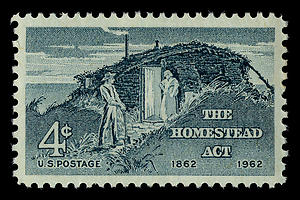 THE
HOMESTEAD
ACT
4¢
U.S. POSTAGE
1862 1962